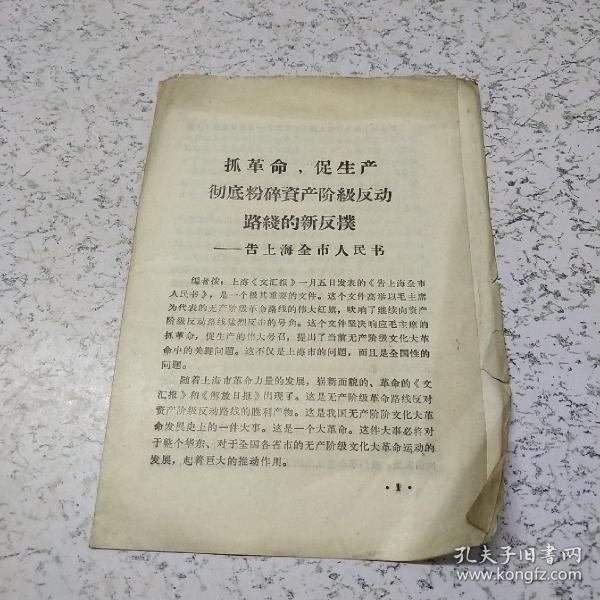 抓革命，促生产
彻底粉碎資产阶級反动
路綫的新反撲
——告上海全市人民书
編者按：上海《文汇报》一月五日发表的《告上海全市
人民书》，是一个极其重要的文件。这个文件高举以毛主席
为代表的无产阶级革命路线的伟大红旗，吹响了继续向资产
阶级反动路线猛烈反击的号角。这个文件坚决响应毛主席的
抓革命，促生产的伟大号召，提出了当前无产阶级文化大革
命中的关键问题。这不仅是上海市的问题，而且是全国性的
问题。
随着上海市革命力量的发展，崭新面貌的、革命的《文
汇报》和《解放日报》出现了。这是无产阶级革命路线反对
资产阶级反动路线的胜利产物。这是我国无产阶阶文化大革
命发展史上的一件大事。这是一个大革命。这件大事必将对
于整个华东、对于全国各省市的无产阶级文化大革命运动的
发展，起着巨大的推动作用。
·1·
孔夫子旧书网
www.kongfz.com